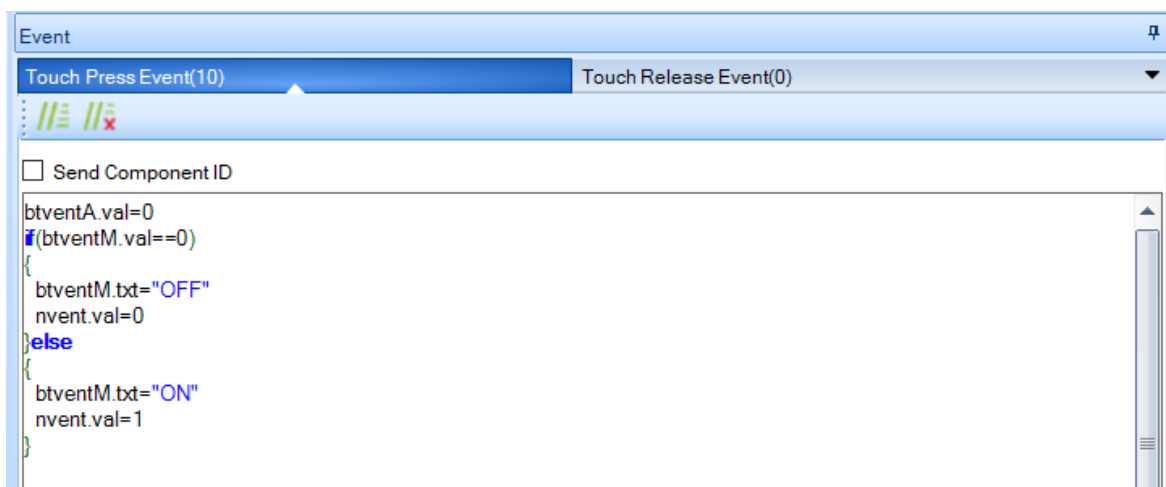 Event
Touch Press Event(10) Touch Release Event(0)
Send Component ID
btventA.val=0
if(btventM.val==0)
{
  btventM.txt="OFF"
  nvent.val=0
}else
{
  btventM.txt="ON"
  nvent.val=1
}